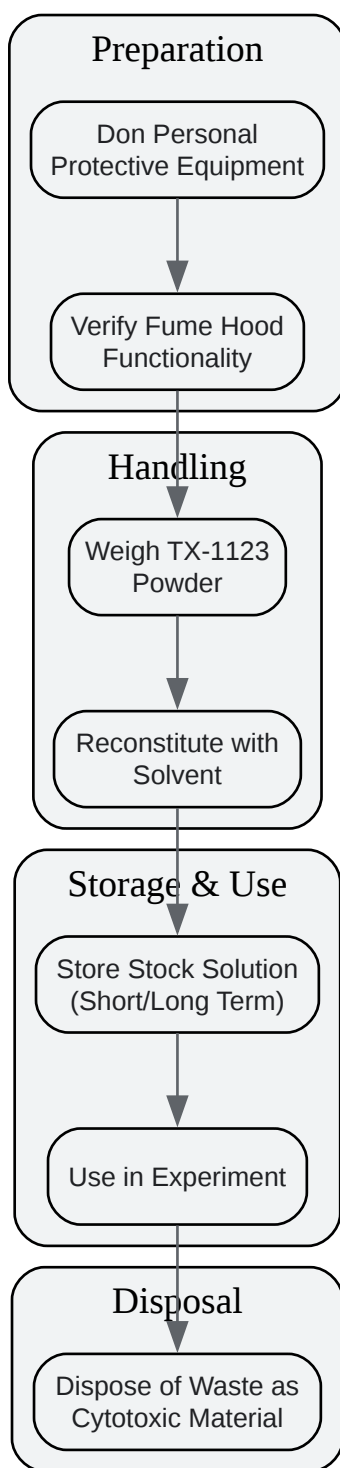 Preparation
Don Personal
Protective Equipment
Verify Fume Hood
Functionality
Handling
Weigh TX-1123
Powder
Reconstitute with
Solvent
Storage & Use
Store Stock Solution
(Short/Long Term)
Use in Experiment
Disposal
Dispose of Waste as
Cytotoxic Material